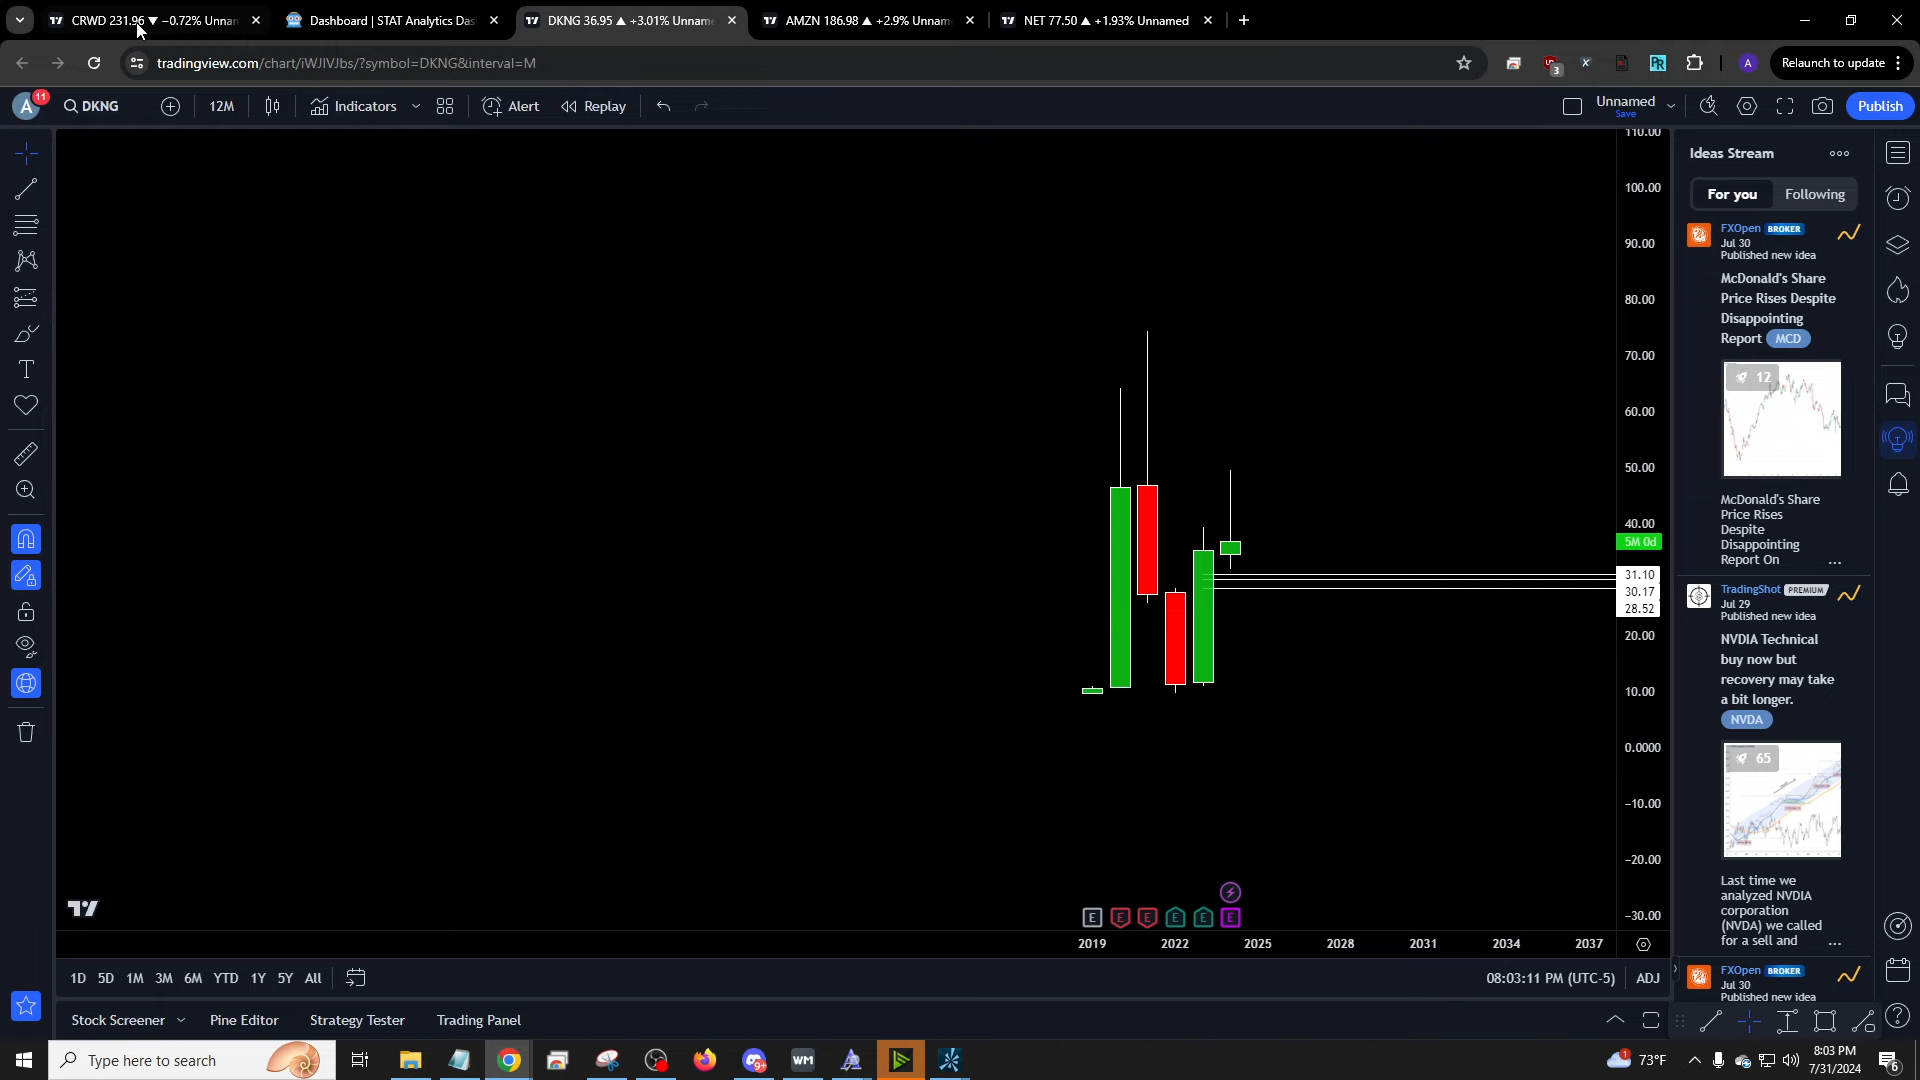 CRWD 231.96 ▼ −0.72% Unnam
Dashboard | STAT Analytics Das
DKNG 36.95 ▲ +3.01% Unname
AMZN 186.98 ▲ +2.9% Unnam
NET 77.50 ▲ +1.93% Unnamed
tradingview.com/chart/iWJIVJbs/?symbol=DKNG&interval=M
3
PR
A
Relaunch to update
A
11
DKNG
12M
Indicators
Alert
Replay
Unnamed
Save
Publish
110.00
100.00
90.00
80.00
70.00
60.00
50.00
40.00
5M 0d
31.10
30.17
28.52
20.00
10.00
0.0000
−10.00
−20.00
−30.00
E E E E E E
2019
2022
2025
2028
2031
2034
2037
Ideas Stream
For you
Following
FXOpen BROKER
Jul 30
Published new idea
McDonald's Share
Price Rises Despite
Disappointing
Report MCD
12
McDonald's Share
Price Rises
Despite
Disappointing
Report On ...
TradingShot PREMIUM
Jul 29
Published new idea
NVDIA Technical
buy now but
recovery may take
a bit longer.
NVDA
65
Last time we
analyzed NVDIA
corporation
(NVDA) we called
for a sell and ...
FXOpen BROKER
Jul 30
Published new idea
1D 5D 1M 3M 6M YTD 1Y 5Y All
08:03:11 PM (UTC-5)
ADJ
Stock Screener
Pine Editor
Strategy Tester
Trading Panel
Type here to search
9+
WM
1
73°F
8:03 PM
7/31/2024
6